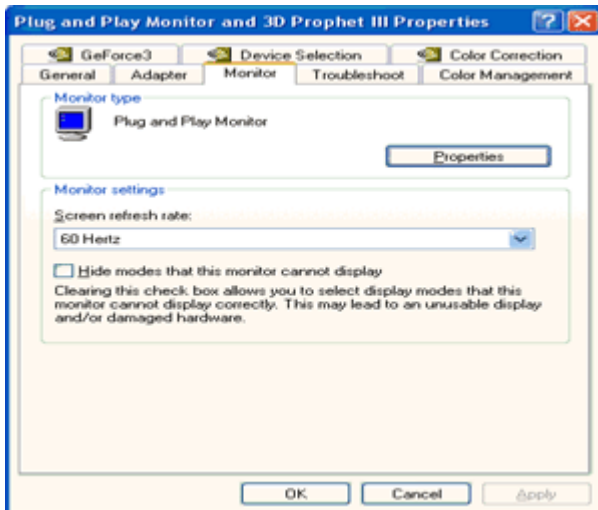 Plug and Play Monitor and 3D Prophet III Properties
GeForce3 Device Selection Color Correction
General Adapter Monitor Troubleshoot Color Management
Monitor type
Plug and Play Monitor
Properties
Monitor settings
Screen refresh rate:
60 Hertz
Hide modes that this monitor cannot display
Clearing this check box allows you to select display modes that this
monitor cannot display correctly. This may lead to an unusable display
and/or damaged hardware.
OK Cancel Apply